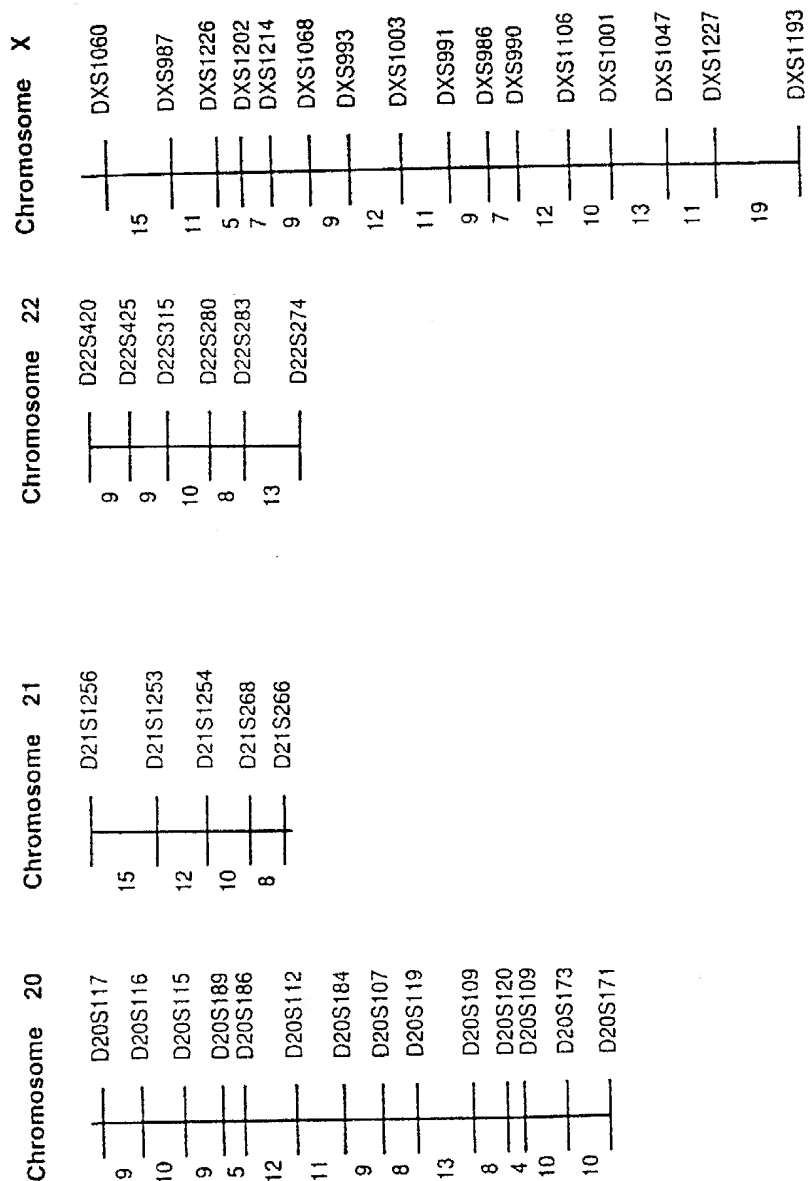 Chromosome 20
D20S117
9
D20S116
10
D20S115
9
D20S189
5
D20S186
12
D20S112
11
D20S184
9
D20S107
8
D20S119
13
D20S109
8
D20S120
4
D20S109
10
D20S173
10
D20S171
Chromosome 21
D21S1256
15
D21S1253
12
D21S1254
10
D21S268
8
D21S266
Chromosome 22
D22S420
9
D22S425
9
D22S315
10
D22S280
8
D22S283
13
D22S274
Chromosome X
DXS1060
15
DXS987
11
DXS1226
5
DXS1202
7
DXS1214
9
DXS1068
9
DXS993
12
DXS1003
11
DXS991
9
DXS986
7
DXS990
12
DXS1106
10
DXS1001
13
DXS1047
11
DXS1227
19
DXS1193